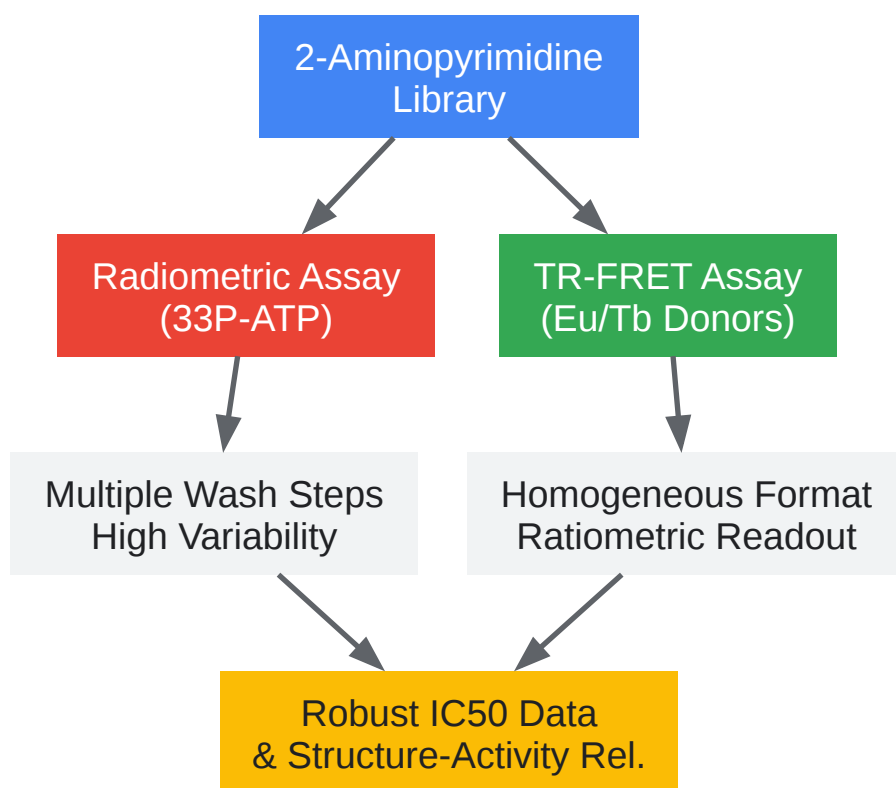 2-Aminopyrimidine
Library
Radiometric Assay
(33P-ATP)
TR-FRET Assay
(Eu/Tb Donors)
Multiple Wash Steps
High Variability
Homogeneous Format
Ratiometric Readout
Robust IC50 Data
& Structure-Activity Rel.